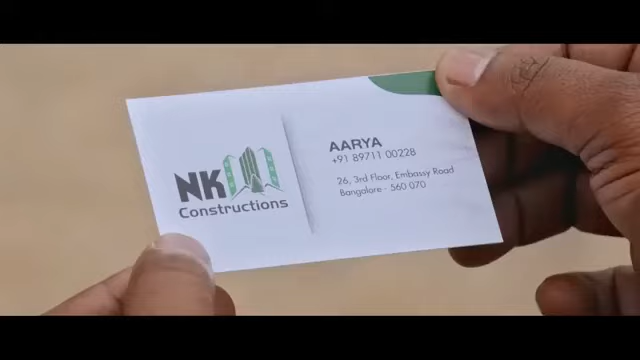 NK
Constructions
AARYA
+91 89711 00228
26, 3rd Floor, Embassy Road
Bangalore - 560 070